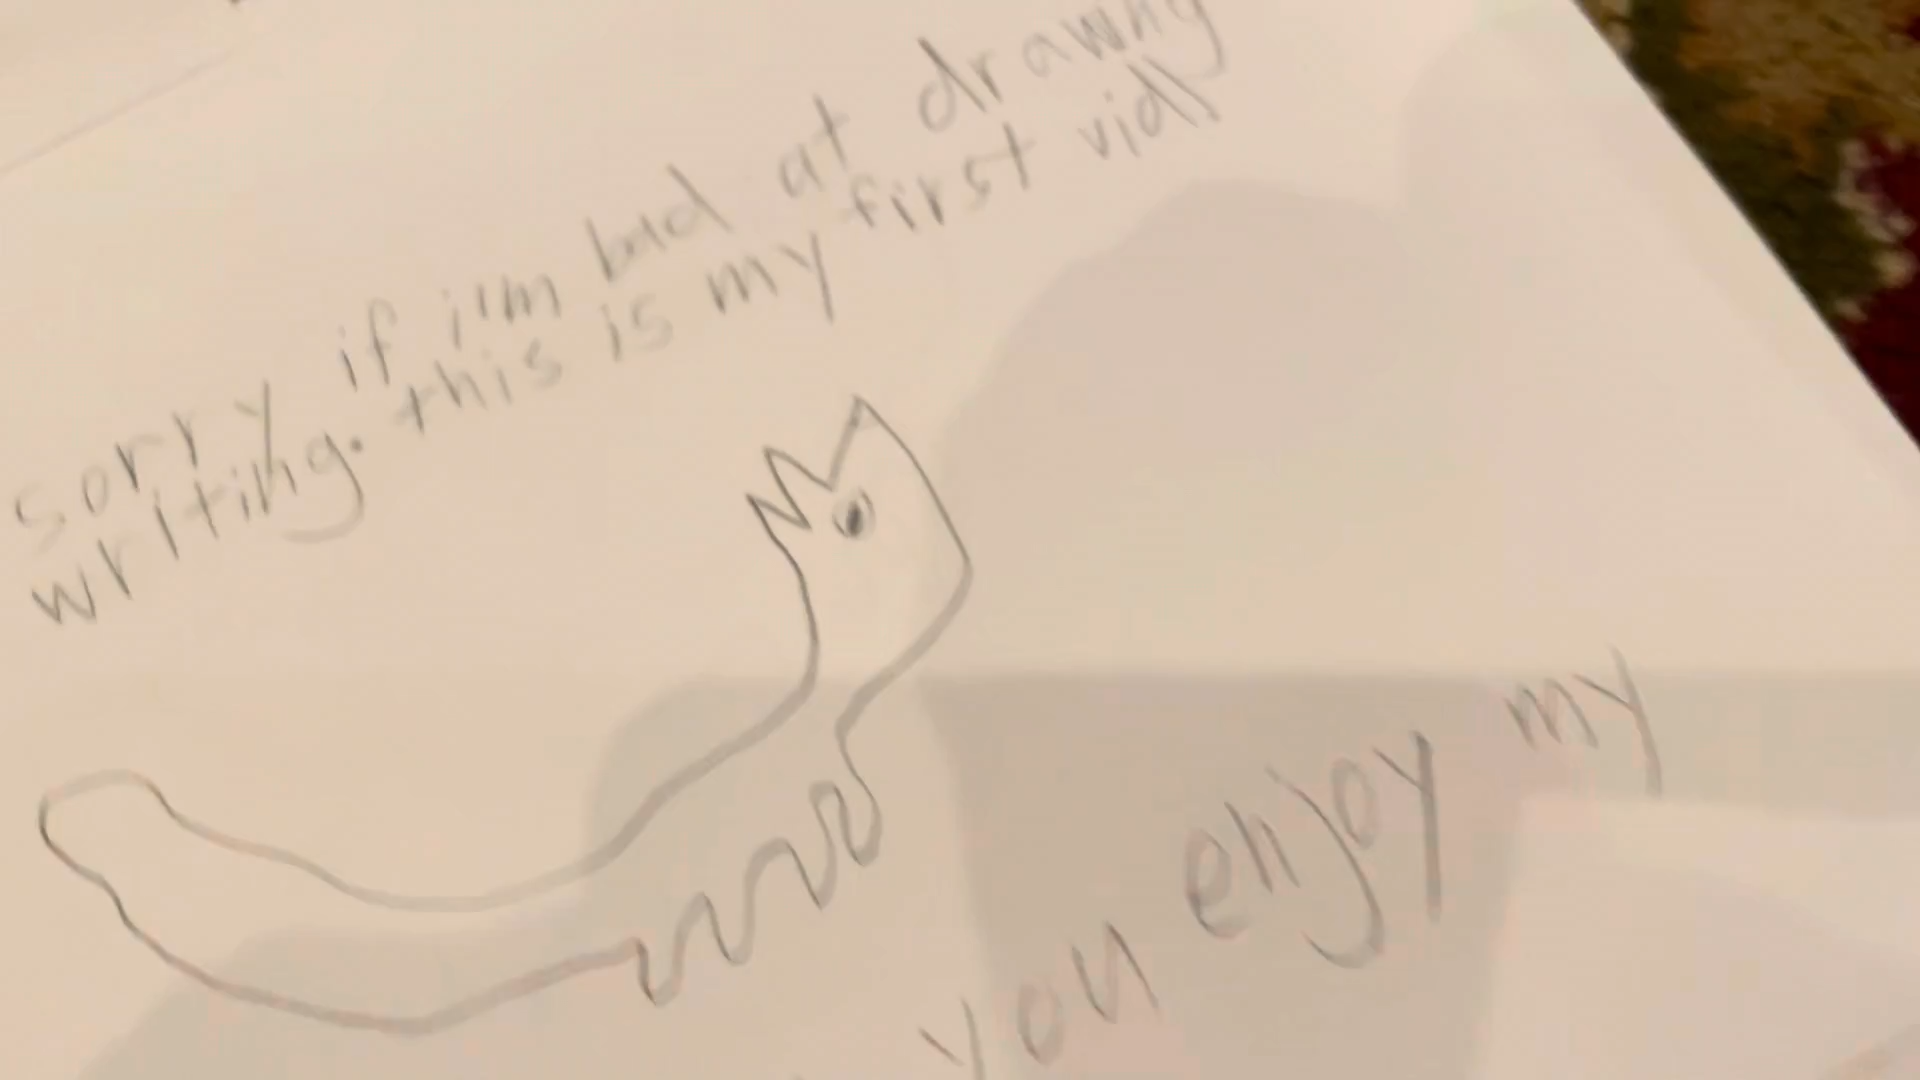 sorry if i'm bad at drawing
writing. this is my first vid!
you enjoy my